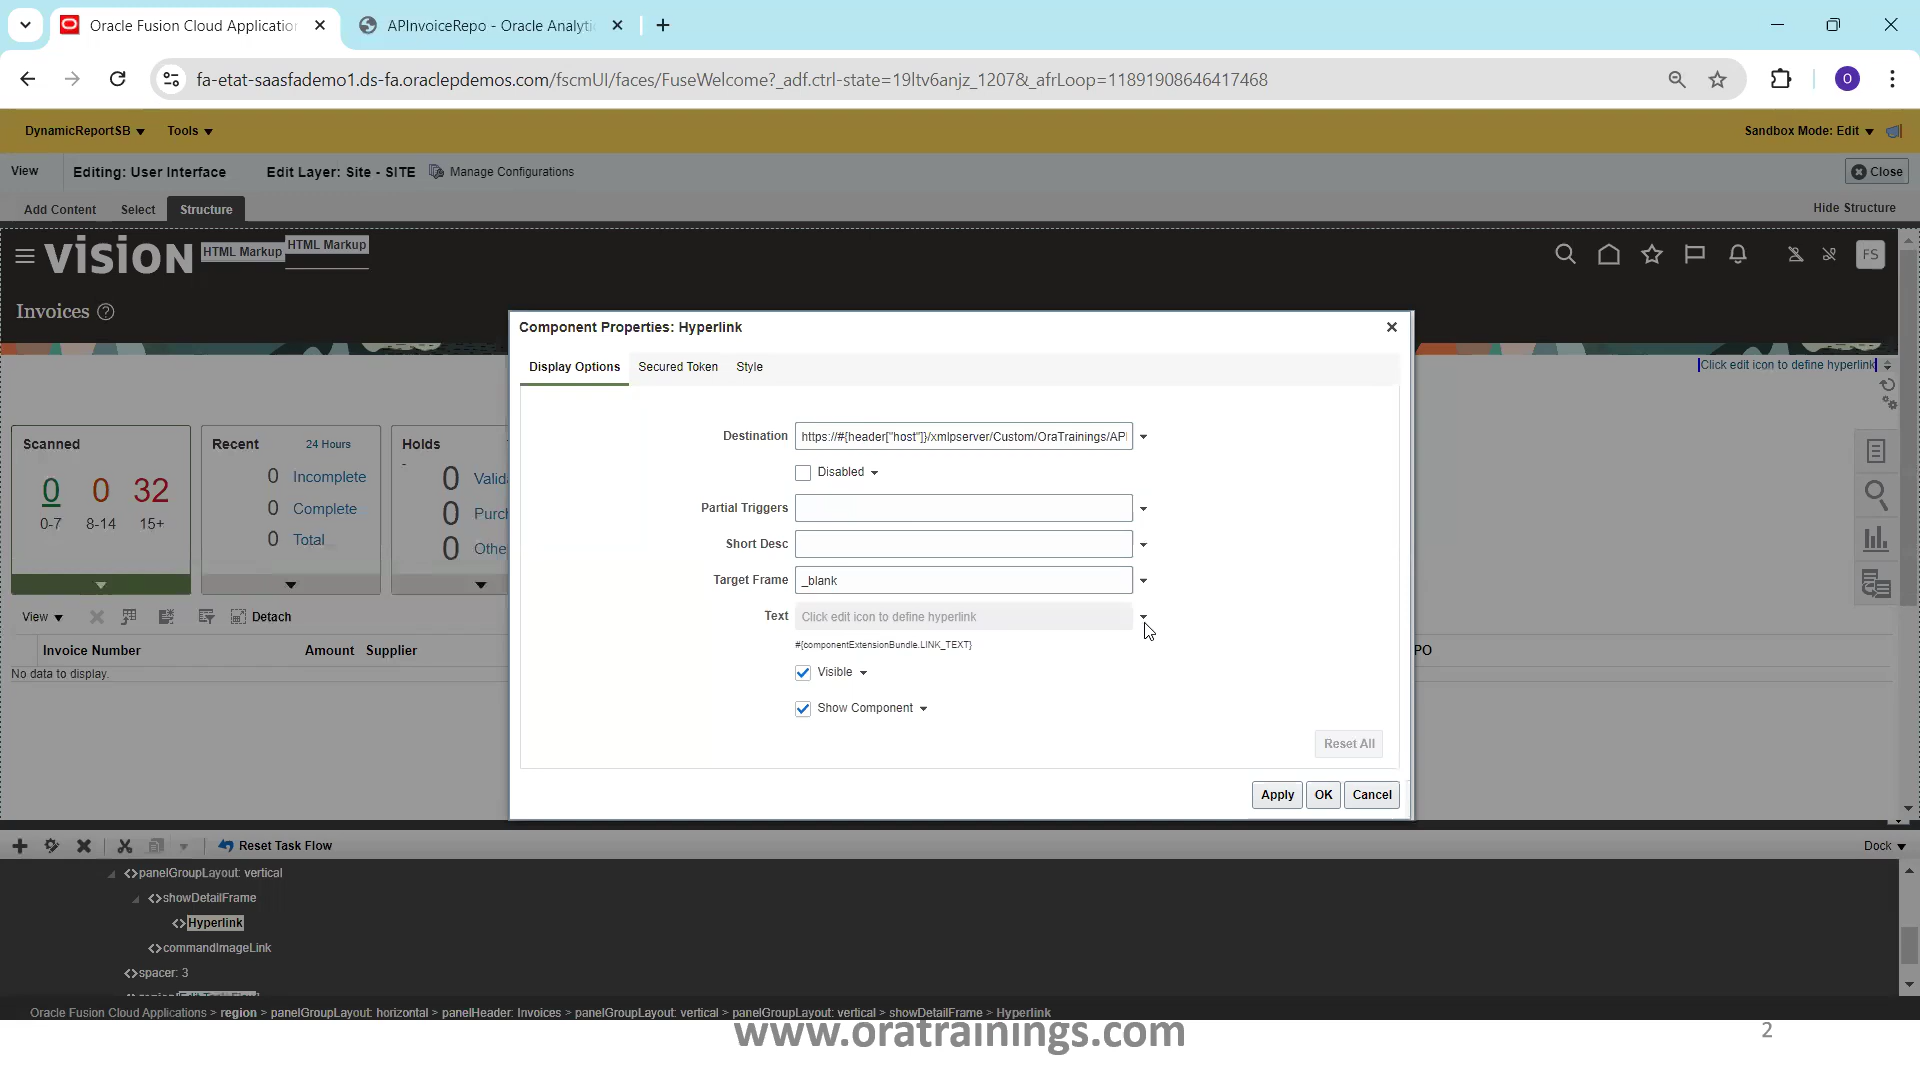 Oracle Fusion Cloud Application
APInvoiceRepo - Oracle Analyti
fa-etat-saasfademo1.ds-fa.oraclepdemos.com/fscmUI/faces/FuseWelcome?_adf.ctrl-state=19ltv6anjz_1207&_afrLoop=11891908646417468
O
DynamicReportSB
Tools
Sandbox Mode: Edit
View
Editing: User Interface
Edit Layer: Site - SITE
Manage Configurations
Close
Add Content
Select
Structure
Hide Structure
vision
HTML Markup
HTML Markup
FS
Invoices
Click edit icon to define hyperlink
Scanned
0 0 32
0-7 8-14 15+
Recent
24 Hours
0 Incomplete
0 Complete
0 Total
Holds
-
0 Valida
0 Purch
0 Othe
View
Detach
Invoice Number
Amount
Supplier
PO
No data to display.
Component Properties: Hyperlink
Display Options
Secured Token
Style
Destination
https://#{header["host"]}/xmlpserver/Custom/OraTrainings/API
Disabled
Partial Triggers
Short Desc
Target Frame
_blank
Text
Click edit icon to define hyperlink
#{componentExtensionBundle.LINK_TEXT}
Visible
Show Component
Reset All
Apply
OK
Cancel
Reset Task Flow
Dock
<>panelGroupLayout: vertical
<>showDetailFrame
<>Hyperlink
<>commandImageLink
<>spacer: 3
Oracle Fusion Cloud Applications > region > panelGroupLayout: horizontal > panelHeader: Invoices > panelGroupLayout: vertical > panelGroupLayout: vertical > showDetailFrame > Hyperlink
www.oratrainings.com
2